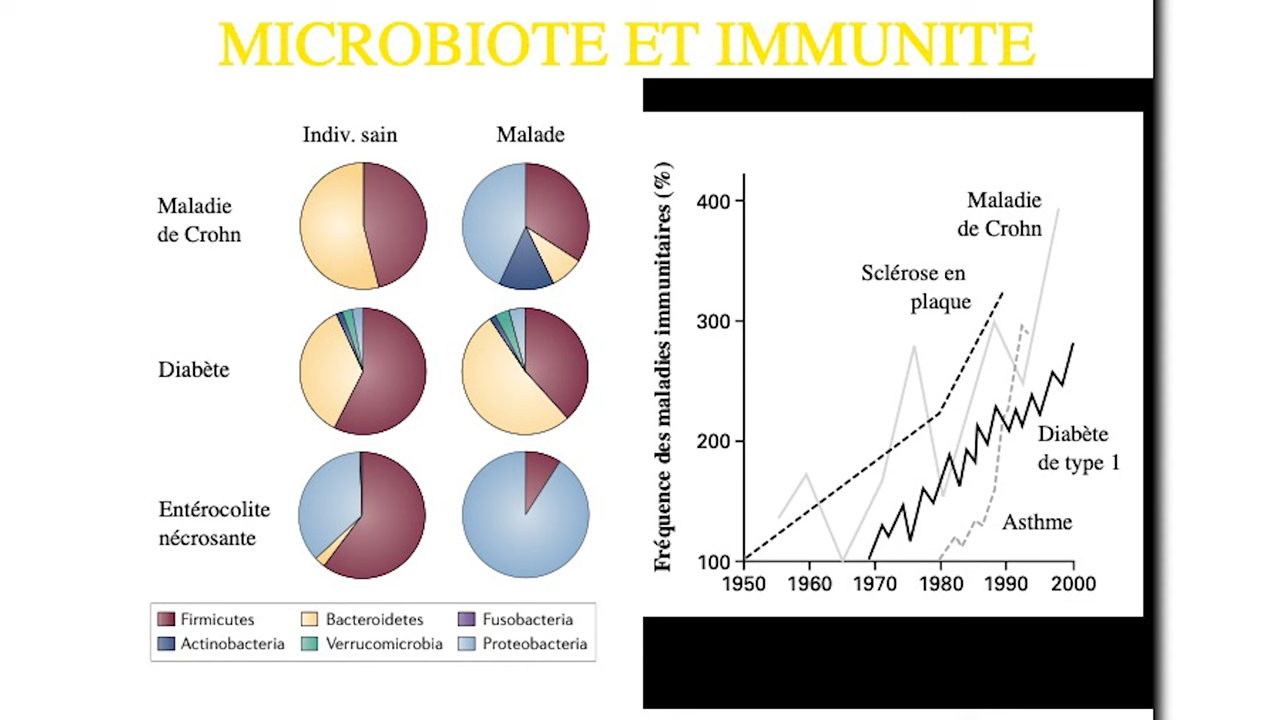 MICROBIOTE ET IMMUNITE
Indiv. sain
Malade
Maladie
de Crohn
Diabète
Entérocolite
nécrosante
Firmicutes
Bacteroidetes
Fusobacteria
Actinobacteria
Verrucomicrobia
Proteobacteria
Fréquence des maladies immunitaires (%)
400
300
200
100
1950
1960
1970
1980
1990
2000
Maladie
de Crohn
Sclérose en
plaque
Diabète
de type 1
Asthme